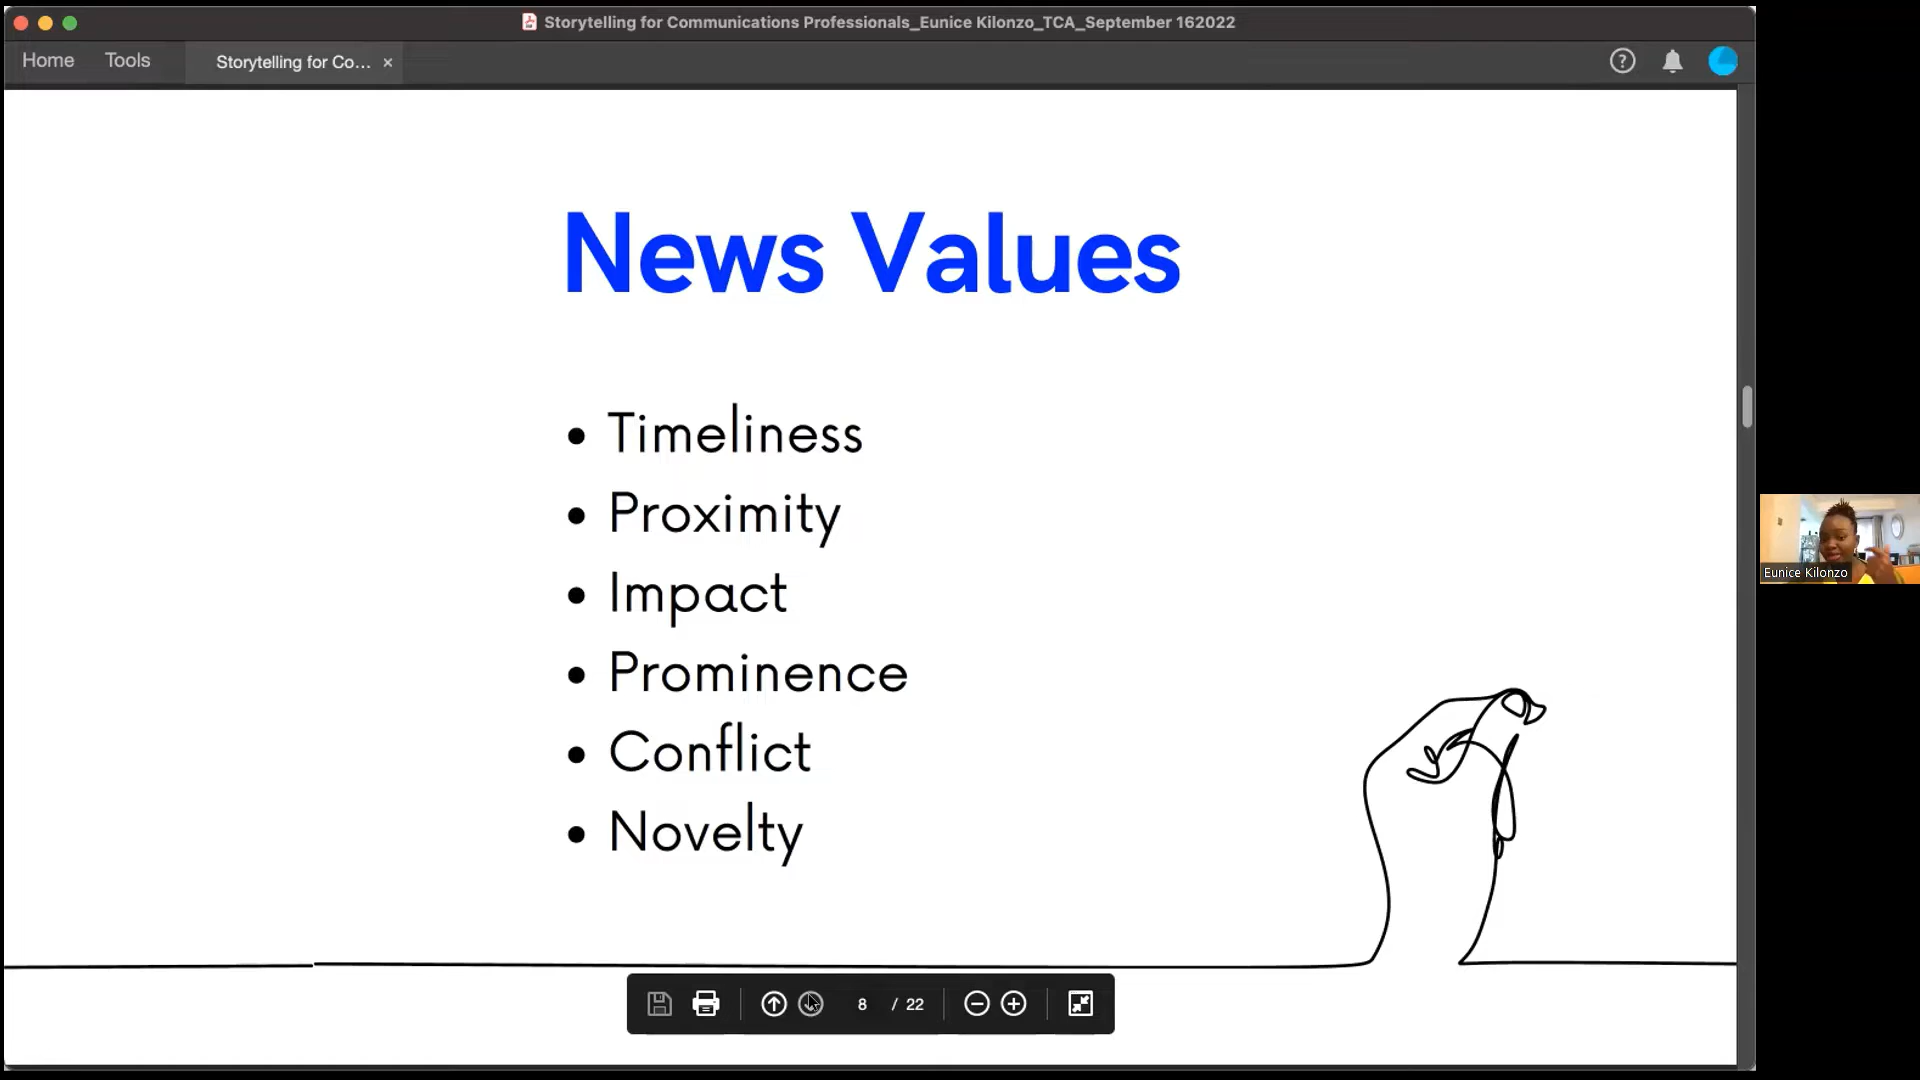 Storytelling for Communications Professionals_Eunice Kilonzo_TCA_September 162022
Home Tools Storytelling for Co... ×
News Values
• Timeliness
• Proximity
• Impact
• Prominence
• Conflict
• Novelty
Eunice Kilonzo
8 / 22